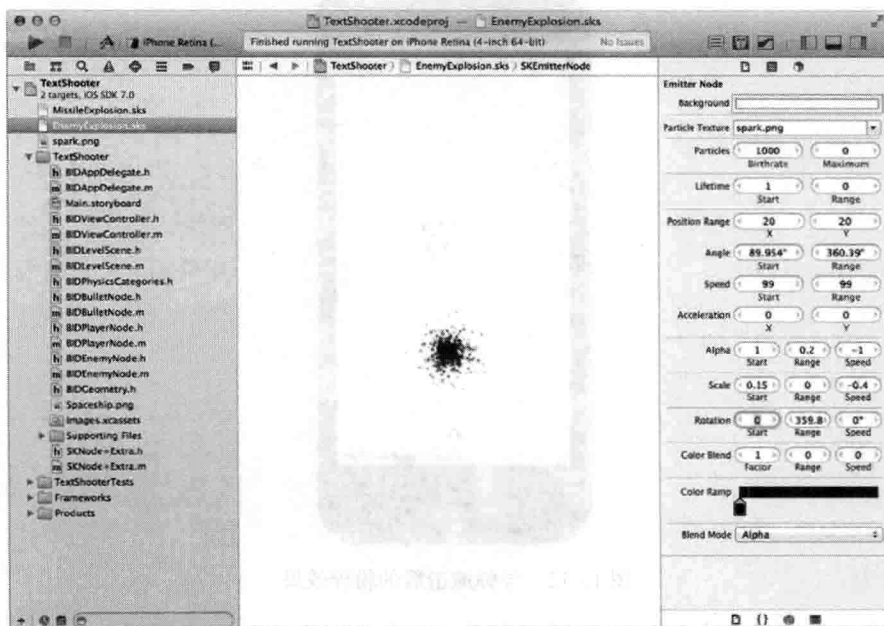 TextShooter.xcodeproj — EnemyExplosion.sks
iPhone Retina (...
Finished running TextShooter on iPhone Retina (4-inch 64-bit)
No Issues
TextShooter
EnemyExplosion.sks
SKEmitterNode
TextShooter
2 targets, iOS SDK 7.0
MissileExplosion.sks
EnemyExplosion.sks
spark.png
TextShooter
h BIDAppDelegate.h
m BIDAppDelegate.m
Main.storyboard
h BIDViewController.h
m BIDViewController.m
h BIDLevelScene.h
m BIDLevelScene.m
h BIDPhysicsCategories.h
h BIDBulletNode.h
m BIDBulletNode.m
h BIDPlayerNode.h
m BIDPlayerNode.m
h BIDEnemyNode.h
m BIDEnemyNode.m
h BIDGeometry.h
Spaceship.png
Images.xcassets
Supporting Files
h SKNode+Extra.h
m SKNode+Extra.m
TextShooterTests
Frameworks
Products
Emitter Node
Background
Particle Texture spark.png
Particles 1000 0
Birthrate Maximum
Lifetime 1 0
Start Range
Position Range 20 20
X Y
Angle 89.954° 360.39°
Start Range
Speed 99 99
Start Range
Acceleration 0 0
X Y
Alpha 1 0.2 -1
Start Range Speed
Scale 0.15 0 -0.4
Start Range Speed
Rotation 0 359.8 0°
Start Range Speed
Color Blend 1 0 0
Factor Range Speed
Color Ramp
Blend Mode Alpha